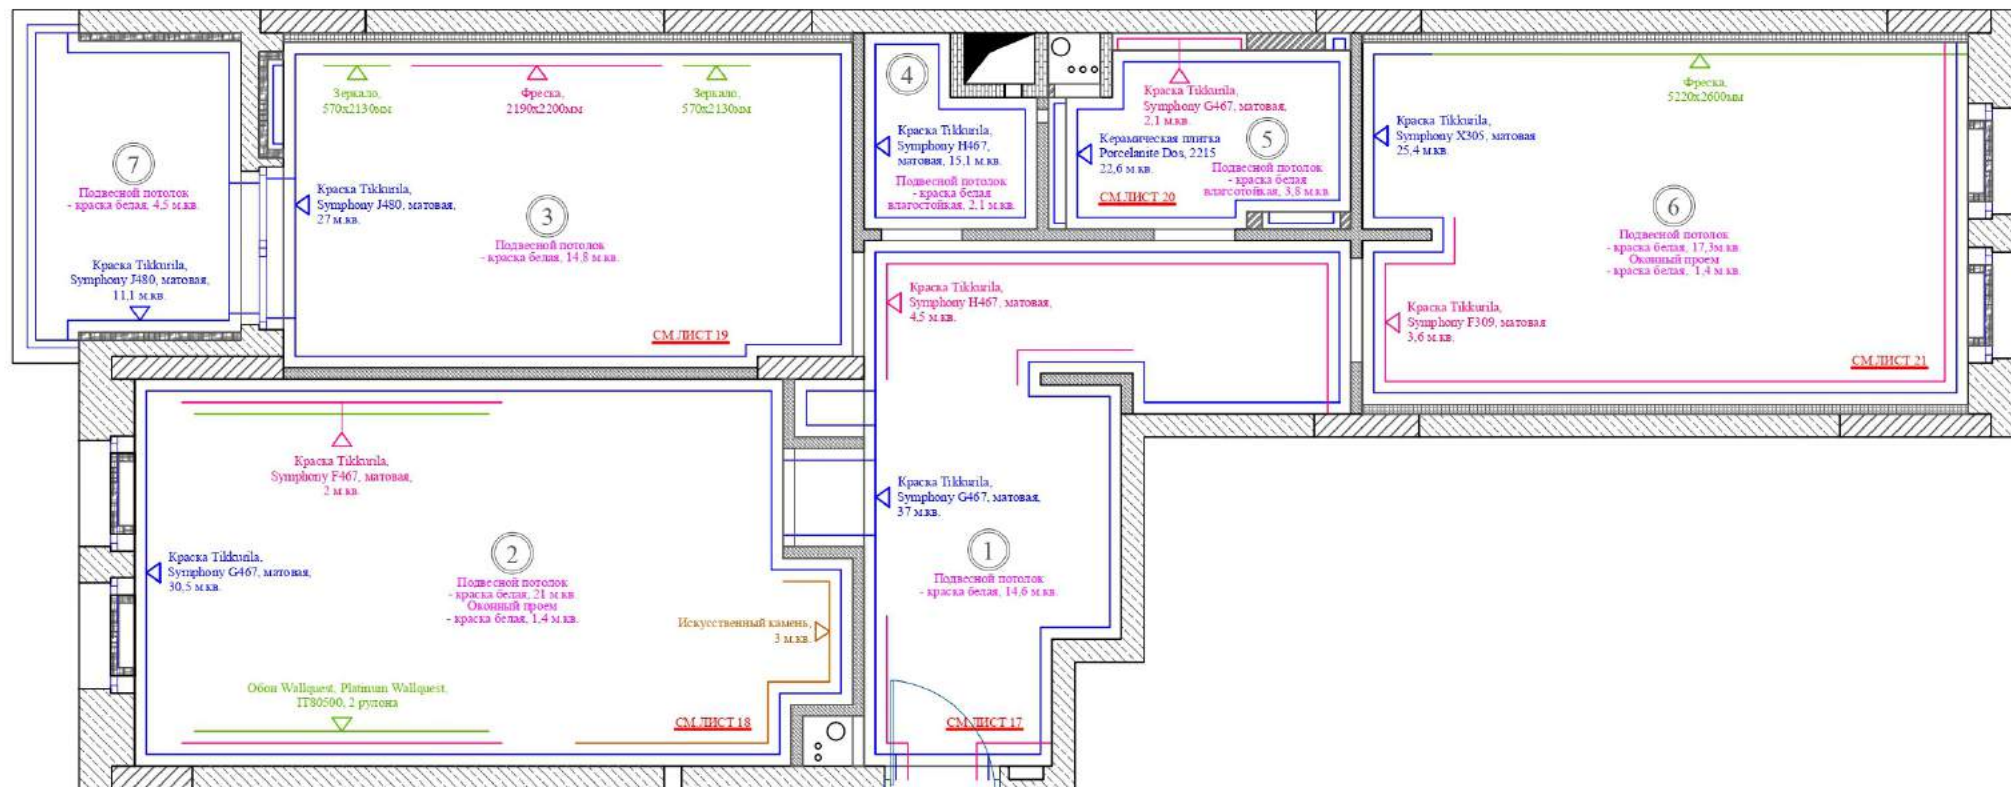 7
Подвесной потолок
- краска белая, 4,5 м.кв.
Краска Tikkurila,
Symphony J480, матовая,
11,1 м.кв.
Зеркало,
570х2130мм
Фреска,
2190х2200мм
Зеркало,
570х2130мм
Краска Tikkurila,
Symphony J480, матовая,
27 м.кв.
3
Подвесной потолок
- краска белая, 14,8 м.кв.
СМ.ЛИСТ 19
4
Краска Tikkurila,
Symphony H467,
матовая, 15,1 м.кв.
Подвесной потолок
- краска белая
влагостойкая, 2,1 м.кв.
Краска Tikkurila,
Symphony G467, матовая,
2,1 м.кв.
Керамическая плитка
Porcelanite Dos, 2215
22,6 м.кв.
5
Подвесной потолок
- краска белая
влагсотойкая, 3,8 м.кв.
СМ.ЛИСТ 20
Фреска,
5220х2600мм
Краска Tikkurila,
Symphony X305, матовая
25,4 м.кв.
6
Подвесной потолок
- краска белая, 17,3м.кв.
Оконный проем
- краска белая, 1,4 м.кв.
Краска Tikkurila,
Symphony F309, матовая
3,6 м.кв.
СМ.ЛИСТ 21
Краска Tikkurila,
Symphony H467, матовая,
4,5 м.кв.
Краска Tikkurila,
Symphony G467, матовая,
37 м.кв.
1
Подвесной потолок
- краска белая, 14,6 м.кв.
СМ.ЛИСТ 17
Краска Tikkurila,
Symphony F467, матовая,
2 м.кв.
Краска Tikkurila,
Symphony G467, матовая,
30,5 м.кв.
2
Подвесной потолок
- краска белая, 21 м.кв.
Оконный проем
- краска белая, 1,4 м.кв.
Искусственный камень,
3 м.кв.
Обои Wallquest, Platinum Wallquest,
IT80500, 2 рулона
СМ.ЛИСТ 18